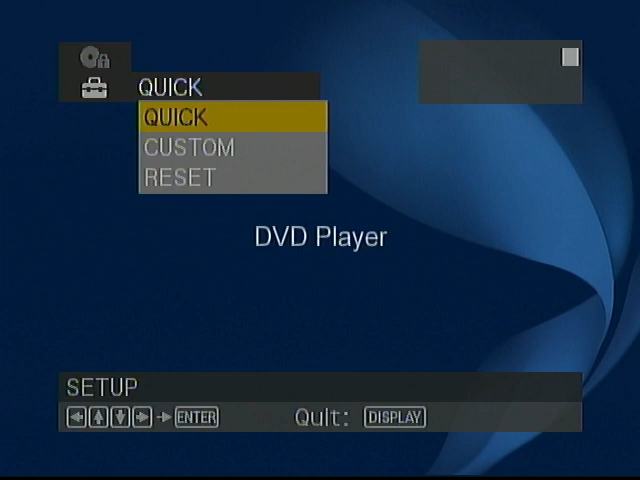 QUICK
QUICK
CUSTOM
RESET
DVD Player
SETUP
ENTER Quit: DISPLAY